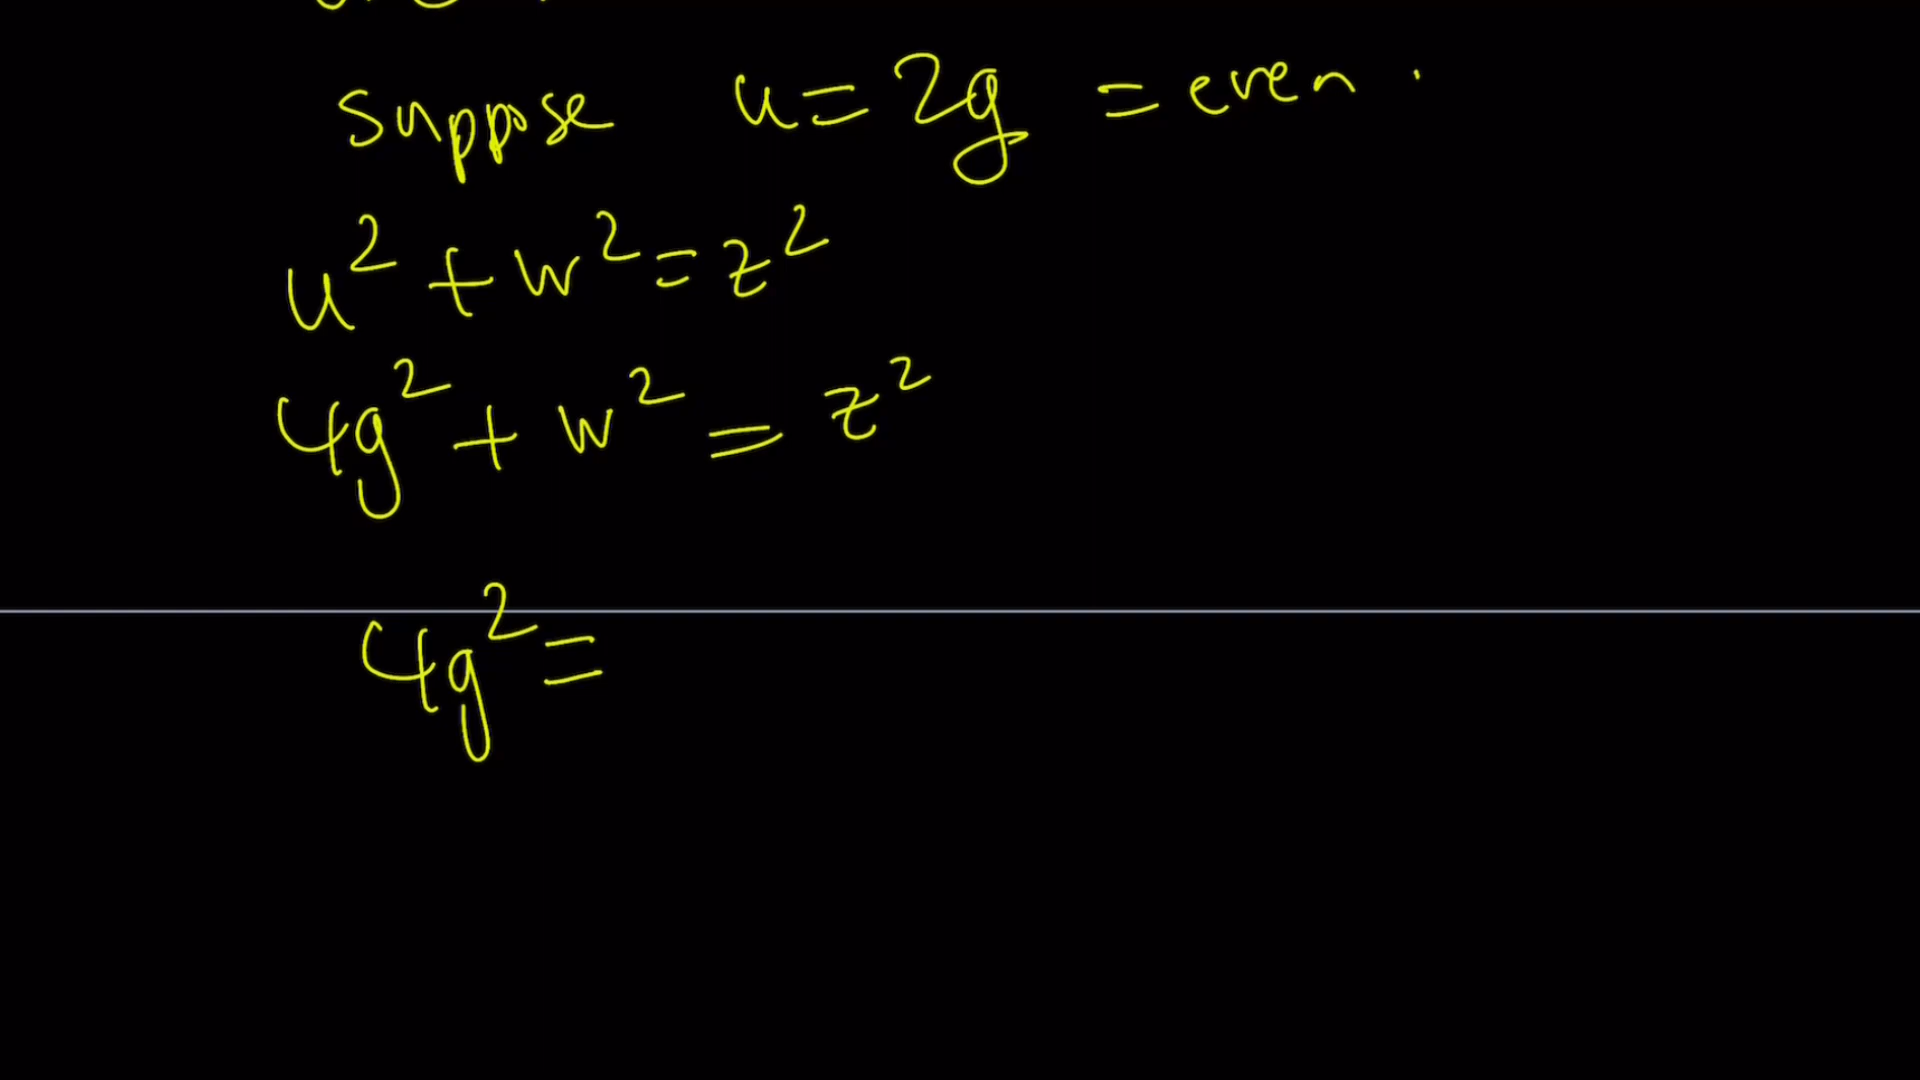 suppose u = 2g = even .
u² + w² = z²
4g² + w² = z²
4g² =